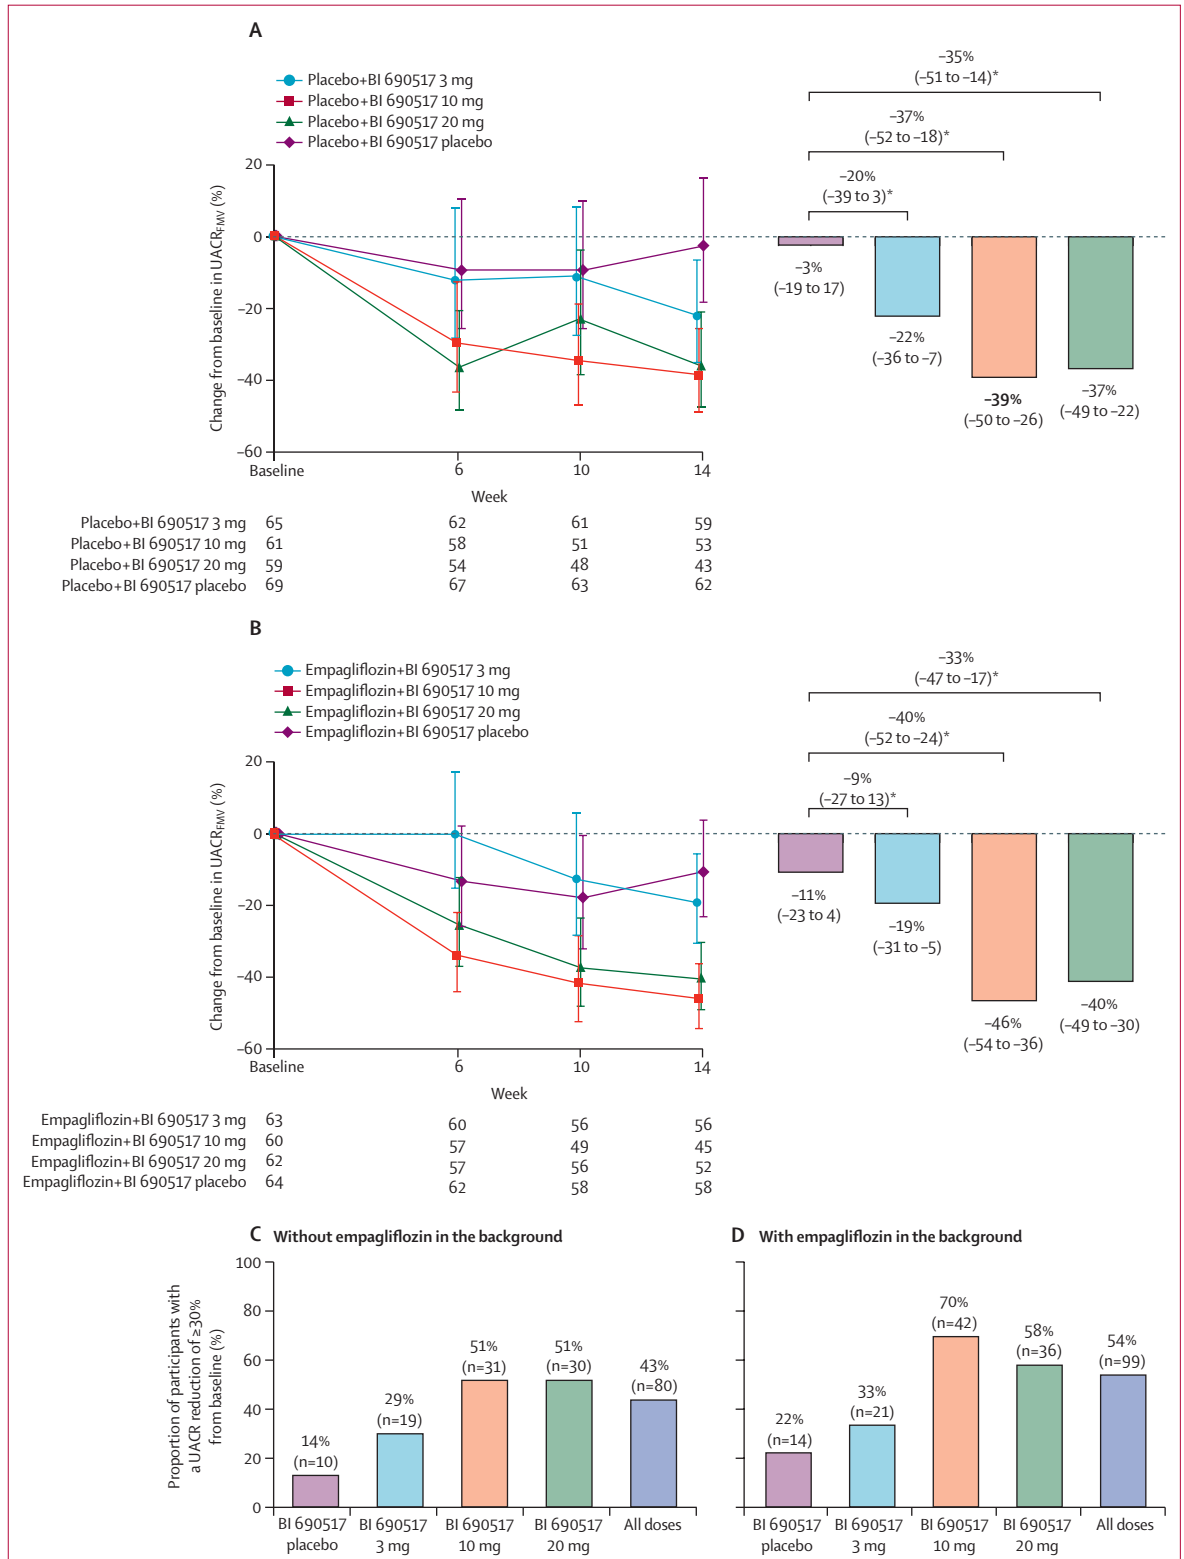 A
Placebo+BI 690517 3 mg
Placebo+BI 690517 10 mg
Placebo+BI 690517 20 mg
Placebo+BI 690517 placebo
–35%
(–51 to –14)*
–37%
(–52 to –18)*
–20%
(–39 to 3)*
Change from baseline in UACRFMV (%)
20
0
–20
–40
–60
–3%
(–19 to 17)
–22%
(–36 to –7)
–39%
(–50 to –26)
–37%
(–49 to –22)
Baseline 6 10 14
Week
Placebo+BI 690517 3 mg 65 62 61 59
Placebo+BI 690517 10 mg 61 58 51 53
Placebo+BI 690517 20 mg 59 54 48 43
Placebo+BI 690517 placebo 69 67 63 62
B
Empagliflozin+BI 690517 3 mg
Empagliflozin+BI 690517 10 mg
Empagliflozin+BI 690517 20 mg
Empagliflozin+BI 690517 placebo
–33%
(–47 to –17)*
–40%
(–52 to –24)*
–9%
(–27 to 13)*
Change from baseline in UACRFMV (%)
20
0
–20
–40
–60
–11%
(–23 to 4)
–19%
(–31 to –5)
–46%
(–54 to –36)
–40%
(–49 to –30)
Baseline 6 10 14
Week
Empagliflozin+BI 690517 3 mg 63 60 56 56
Empagliflozin+BI 690517 10 mg 60 57 49 45
Empagliflozin+BI 690517 20 mg 62 57 56 52
Empagliflozin+BI 690517 placebo 64 62 58 58
C Without empagliflozin in the background
Proportion of participants with
a UACR reduction of ≥30%
from baseline (%)
100
80
60
40
20
0
14%
(n=10)
29%
(n=19)
51%
(n=31)
51%
(n=30)
43%
(n=80)
BI 690517
placebo
BI 690517
3 mg
BI 690517
10 mg
BI 690517
20 mg
All doses
D With empagliflozin in the background
22%
(n=14)
33%
(n=21)
70%
(n=42)
58%
(n=36)
54%
(n=99)
BI 690517
placebo
BI 690517
3 mg
BI 690517
10 mg
BI 690517
20 mg
All doses